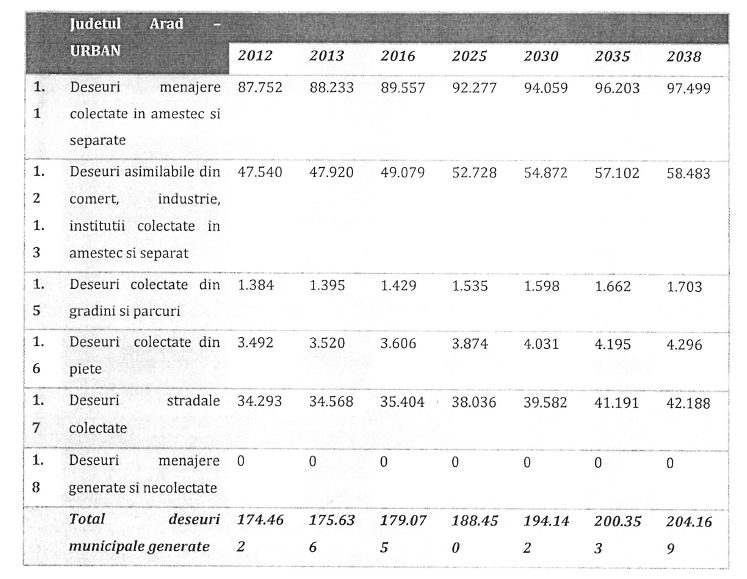 Judetul Arad –
URBAN 2012 2013 2016 2025 2030 2035 2038
1. Deseuri menajere 87.752 88.233 89.557 92.277 94.059 96.203 97.499
1 colectate in amestec si
separate
1. Deseuri asimilabile din 47.540 47.920 49.079 52.728 54.872 57.102 58.483
2 comert, industrie,
1. institutii colectate in
3 amestec si separat
1. Deseuri colectate din 1.384 1.395 1.429 1.535 1.598 1.662 1.703
5 gradini si parcuri
1. Deseuri colectate din 3.492 3.520 3.606 3.874 4.031 4.195 4.296
6 piete
1. Deseuri stradale 34.293 34.568 35.404 38.036 39.582 41.191 42.188
7 colectate
1. Deseuri menajere 0 0 0 0 0 0 0
8 generate si necolectate
Total deseuri 174.46 175.63 179.07 188.45 194.14 200.35 204.16
municipale generate 2 6 5 0 2 3 9